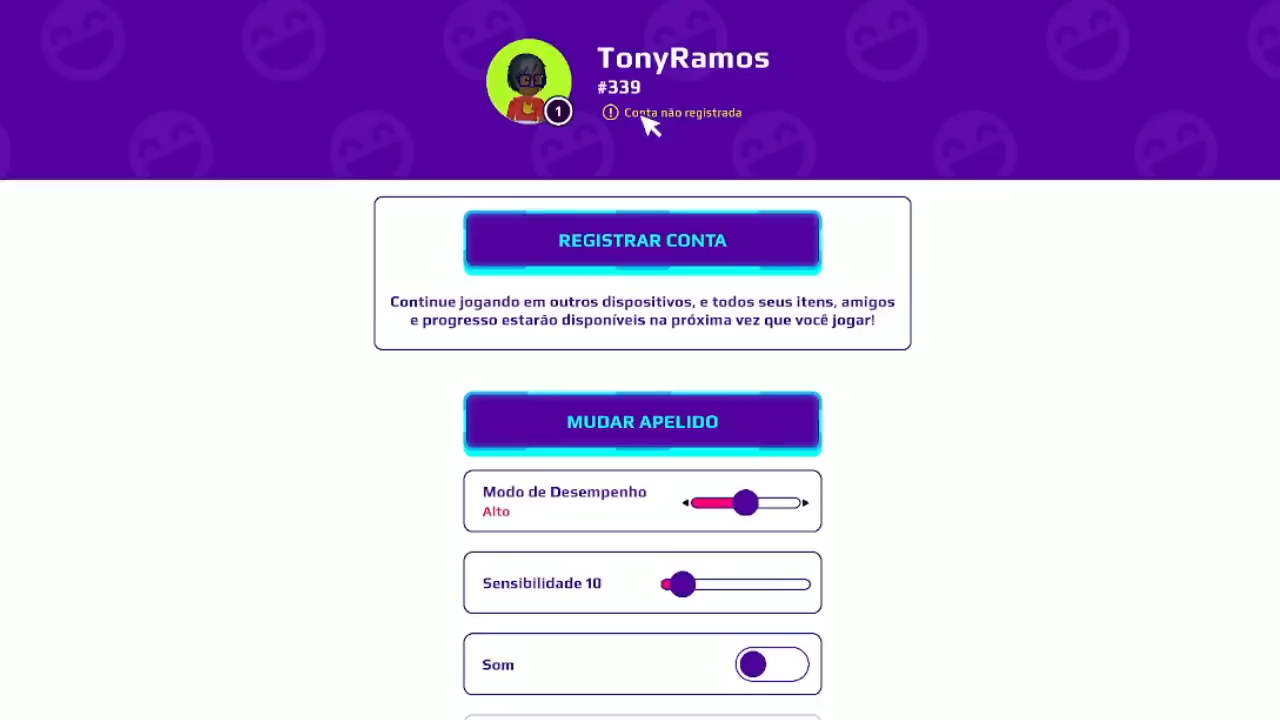 TonyRamos
#339
1
Conta não registrada
REGISTRAR CONTA
Continue jogando em outros dispositivos, e todos seus itens, amigos
e progresso estarão disponíveis na próxima vez que você jogar!
MUDAR APELIDO
Modo de Desempenho
Alto
Sensibilidade 10
Som